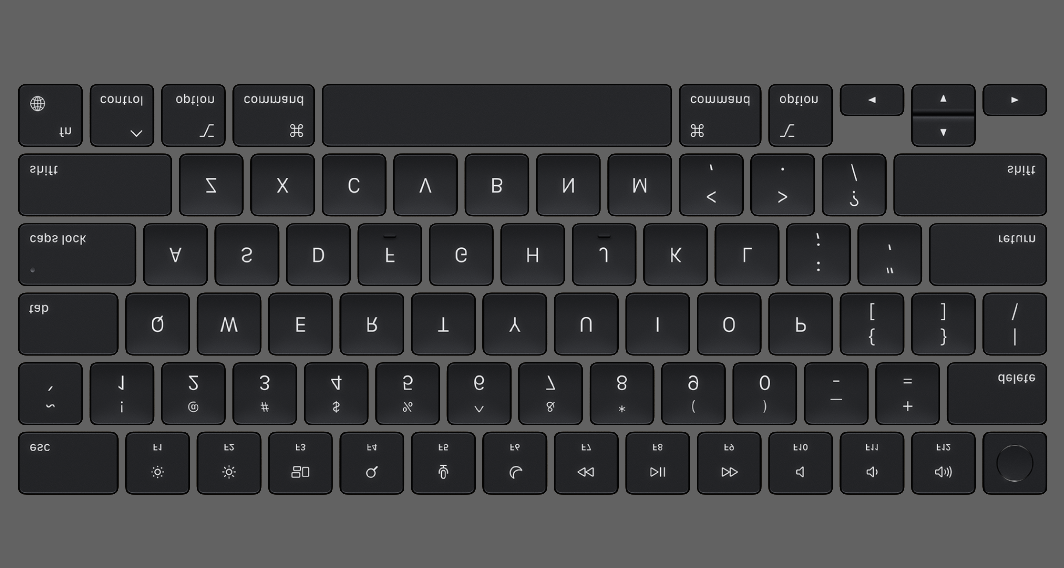 control option command command option
fn
shift Z X C V B N M , . / shift
< > ?
caps lock A S D F G H J K L ; ' return
: "
tab Q W E R T Y U I O P [ ] \
{ } |
` 1 2 3 4 5 6 7 8 9 0 - = delete
~ ! @ # $ % ^ & * ( ) _ +
esc F1 F2 F3 F4 F5 F6 F7 F8 F9 F10 F11 F12